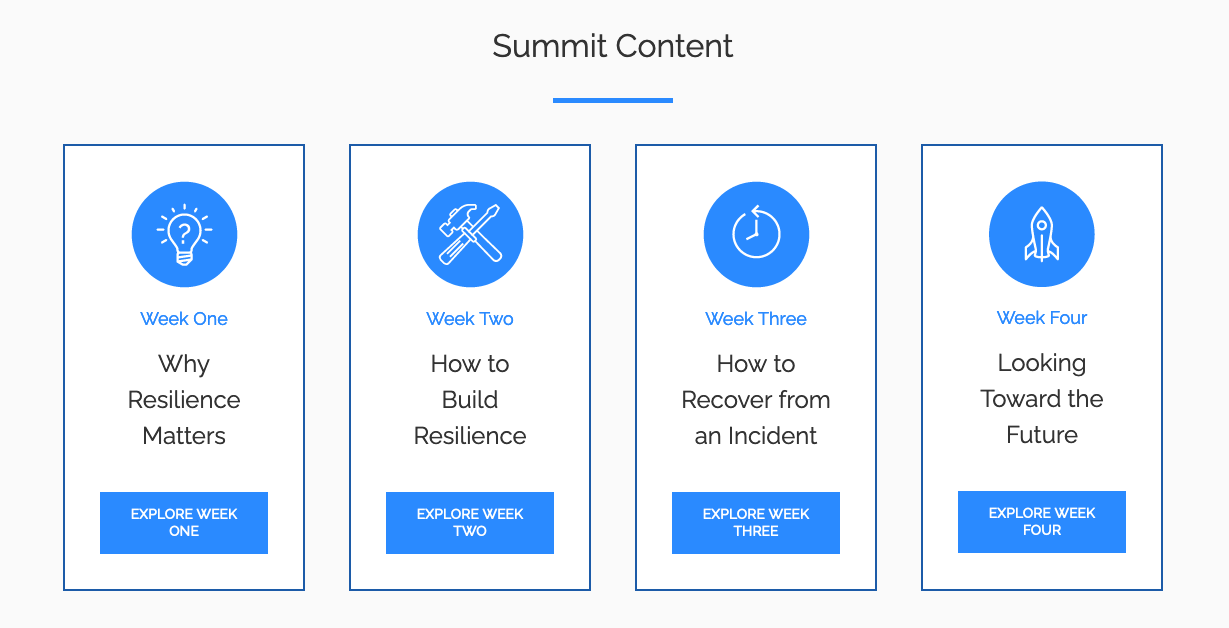 Summit Content
?
Week One
Why
Resilience
Matters
EXPLORE WEEK
ONE
Week Two
How to
Build
Resilience
EXPLORE WEEK
TWO
Week Three
How to
Recover from
an Incident
EXPLORE WEEK
THREE
Week Four
Looking
Toward the
Future
EXPLORE WEEK
FOUR